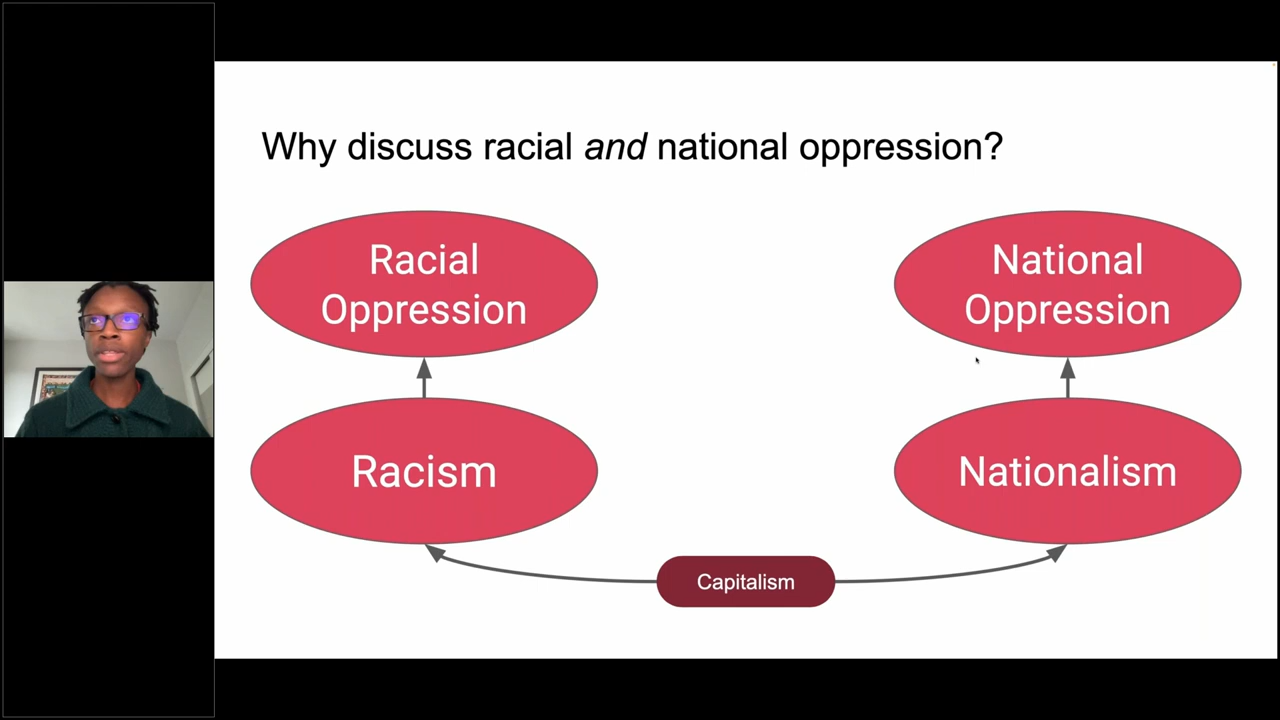 Why discuss racial and national oppression?
Racial
Oppression
National
Oppression
Racism
Nationalism
Capitalism